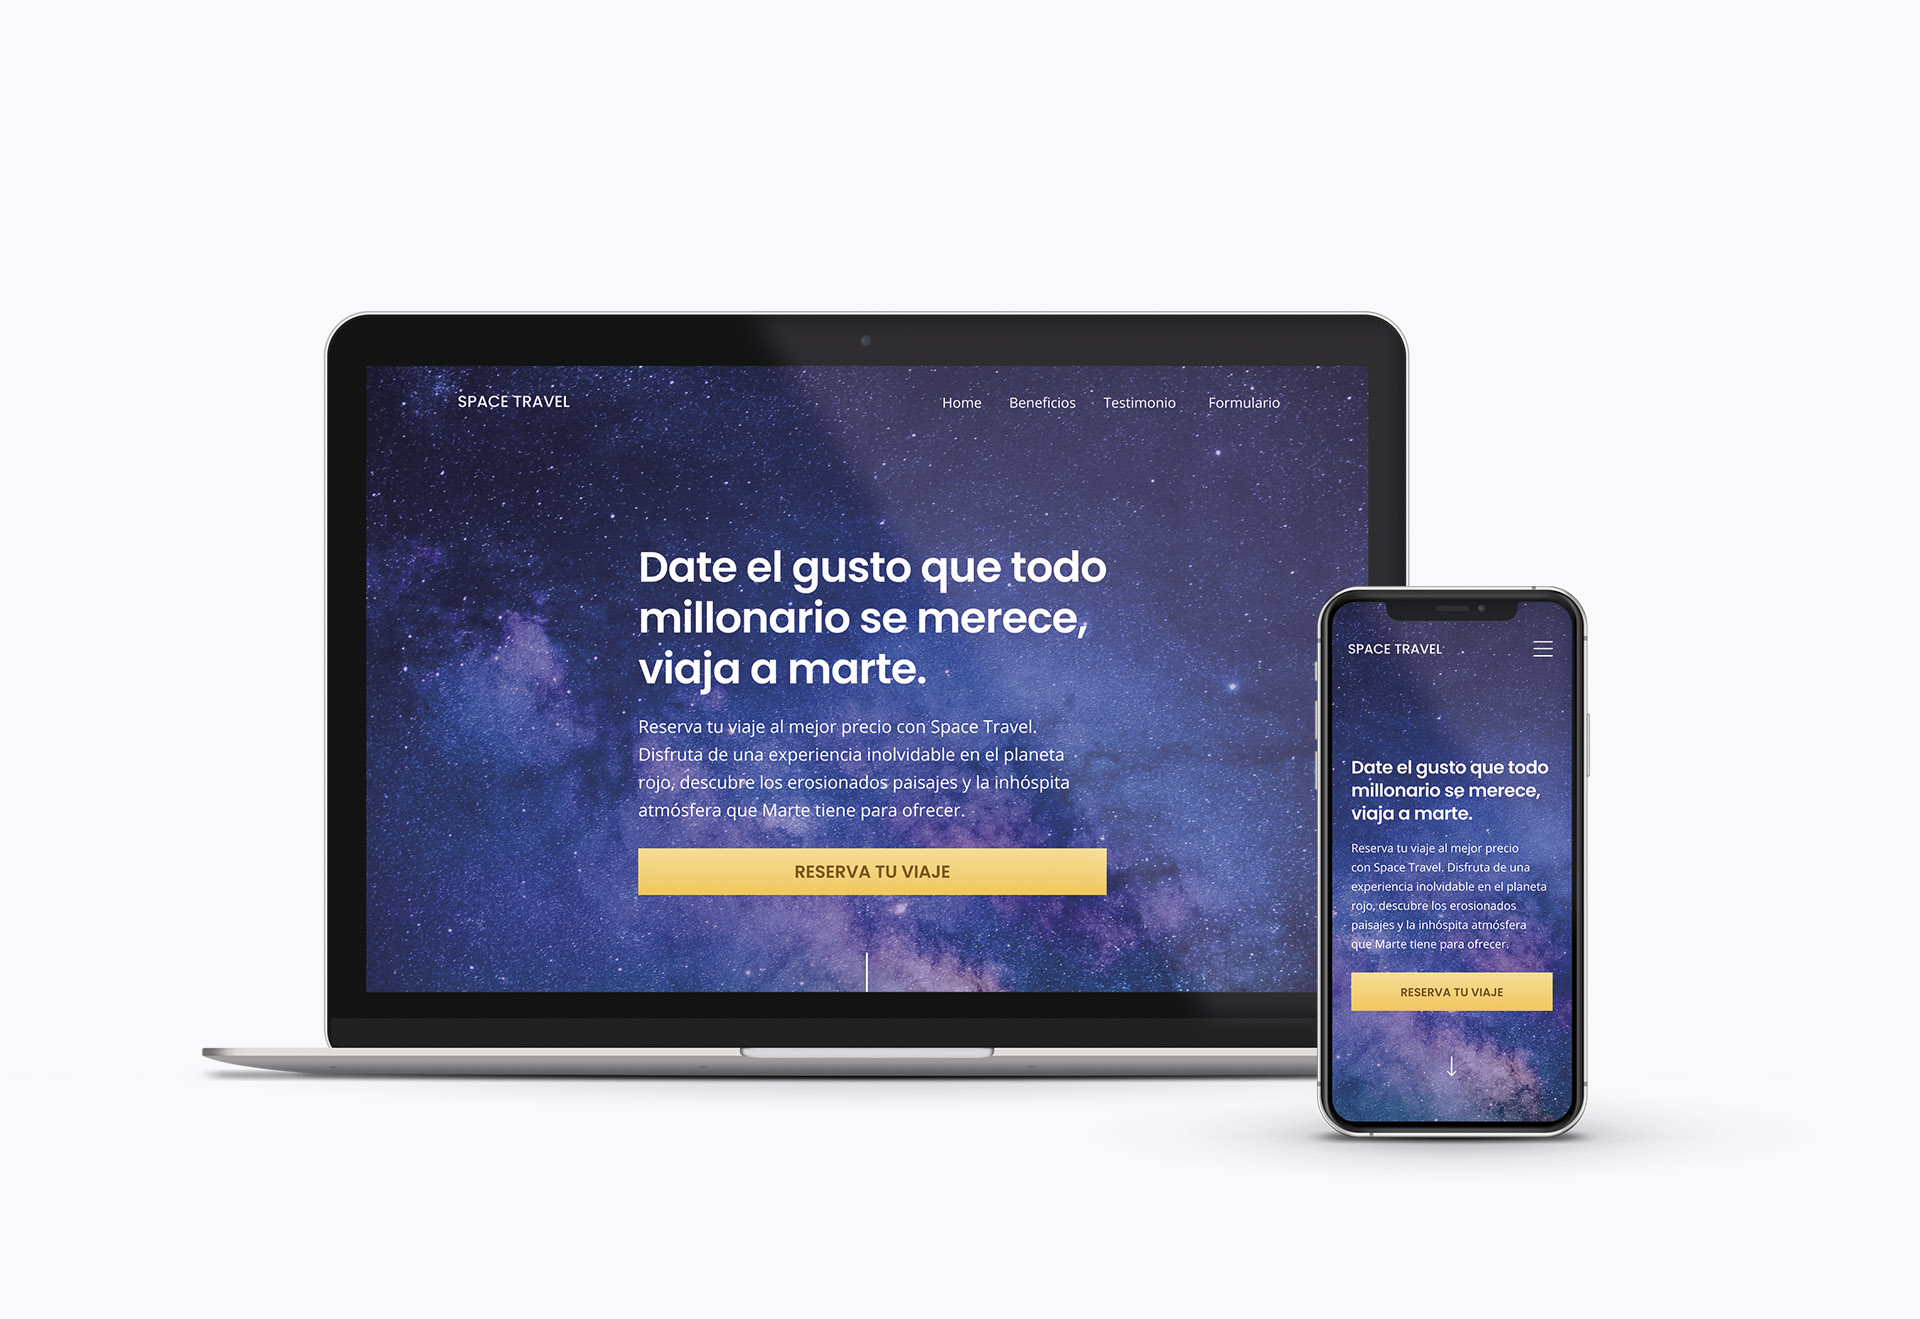 SPACE TRAVEL
Home Beneficios Testimonio Formulario
Date el gusto que todo
millonario se merece,
viaja a marte.
Reserva tu viaje al mejor precio con Space Travel.
Disfruta de una experiencia inolvidable en el planeta
rojo, descubre los erosionados paisajes y la inhóspita
atmósfera que Marte tiene para ofrecer.
RESERVA TU VIAJE
SPACE TRAVEL
Date el gusto que todo
millonario se merece,
viaja a marte.
Reserva tu viaje al mejor precio
con Space Travel. Disfruta de una
experiencia inolvidable en el planeta
rojo, descubre los erosionados
paisajes y la inhóspita atmósfera
que Marte tiene para ofrecer.
RESERVA TU VIAJE